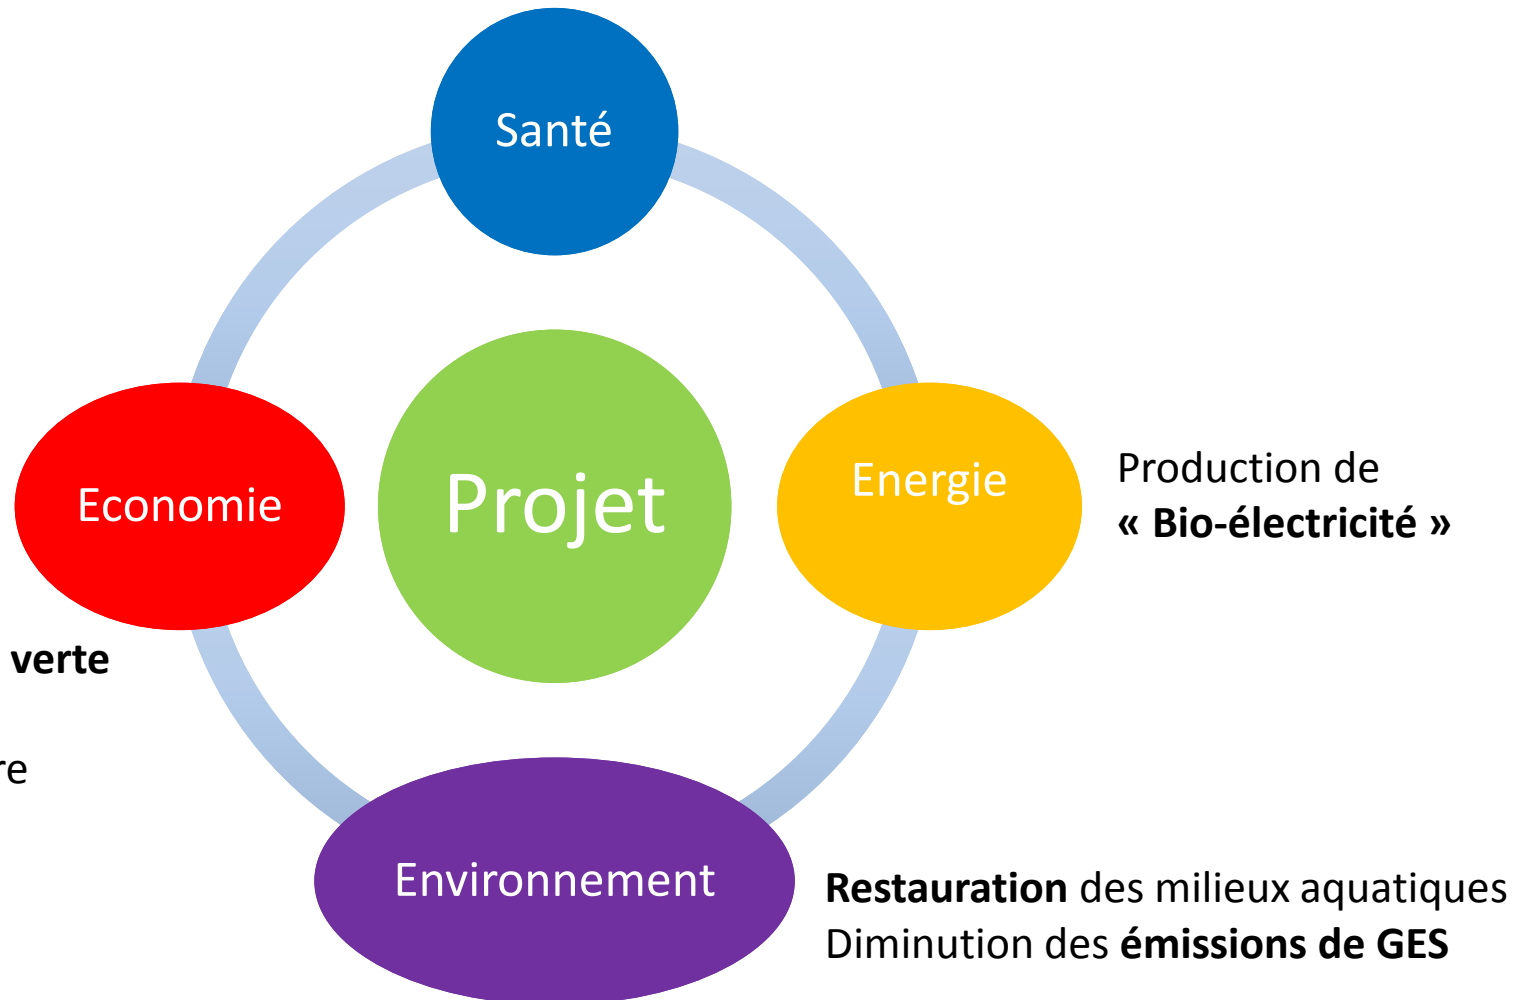 Santé
Economie
Projet
Energie
Production de
« Bio-électricité »
verte
re
Environnement
Restauration des milieux aquatiques
Diminution des émissions de GES